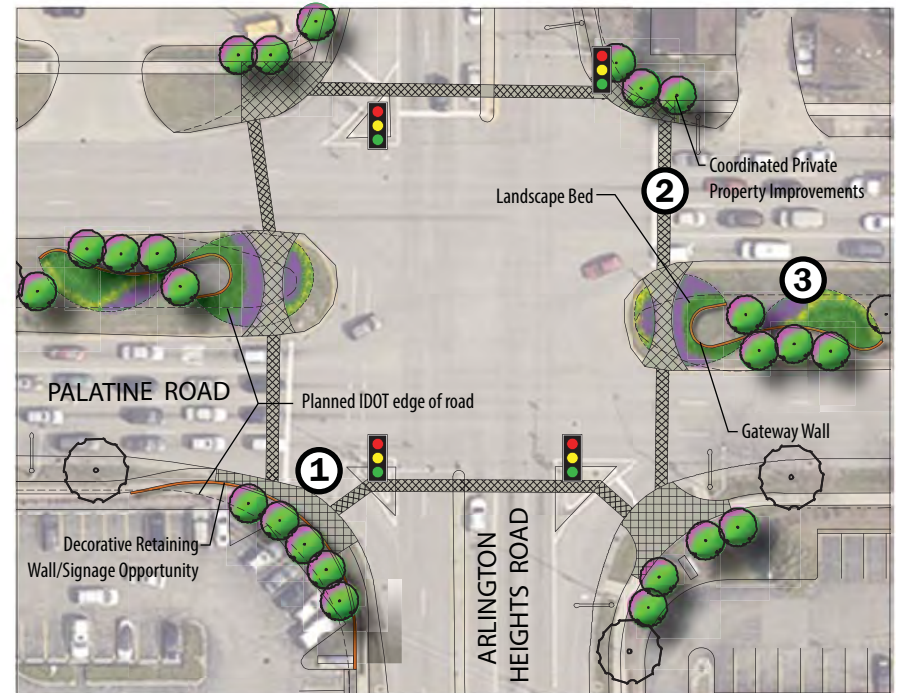 Coordinated Private
Property Improvements
2
Landscape Bed
3
PALATINE ROAD
Planned IDOT edge of road
Gateway Wall
1
Decorative Retaining
Wall/Signage Opportunity
ARLINGTON
HEIGHTS ROAD